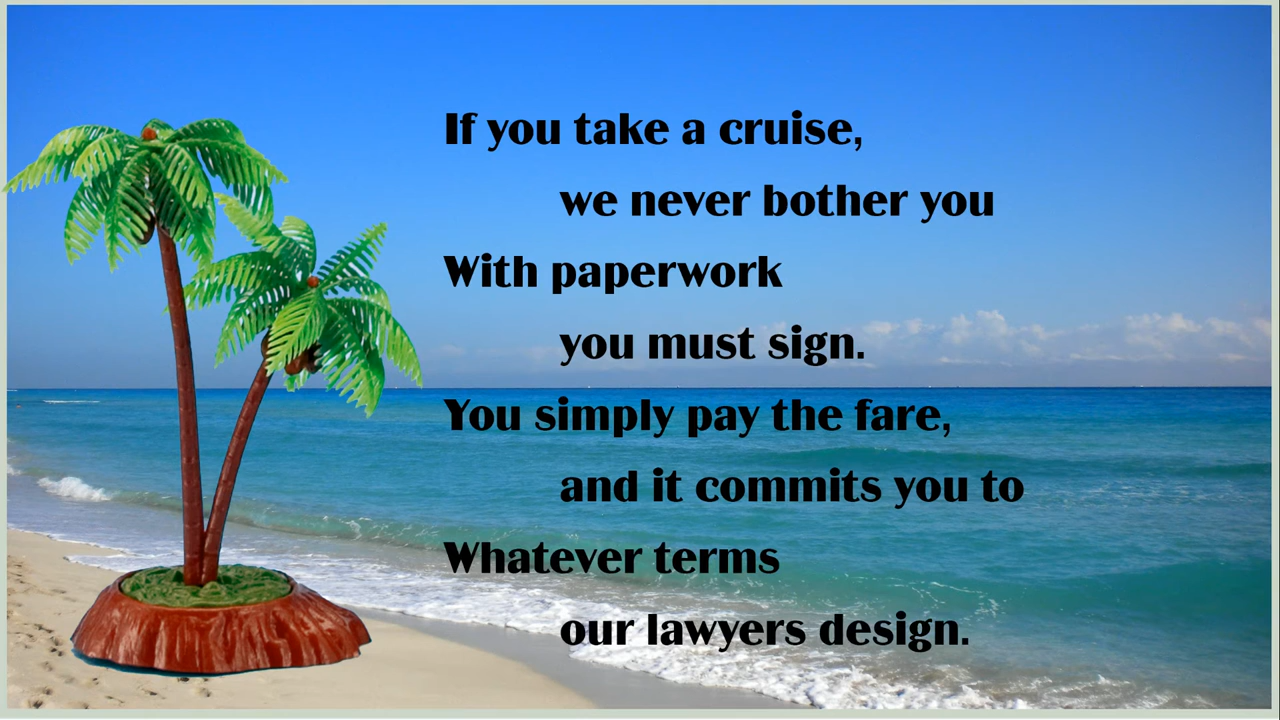 If you take a cruise,
we never bother you
With paperwork
you must sign.
You simply pay the fare,
and it commits you to
Whatever terms
our lawyers design.